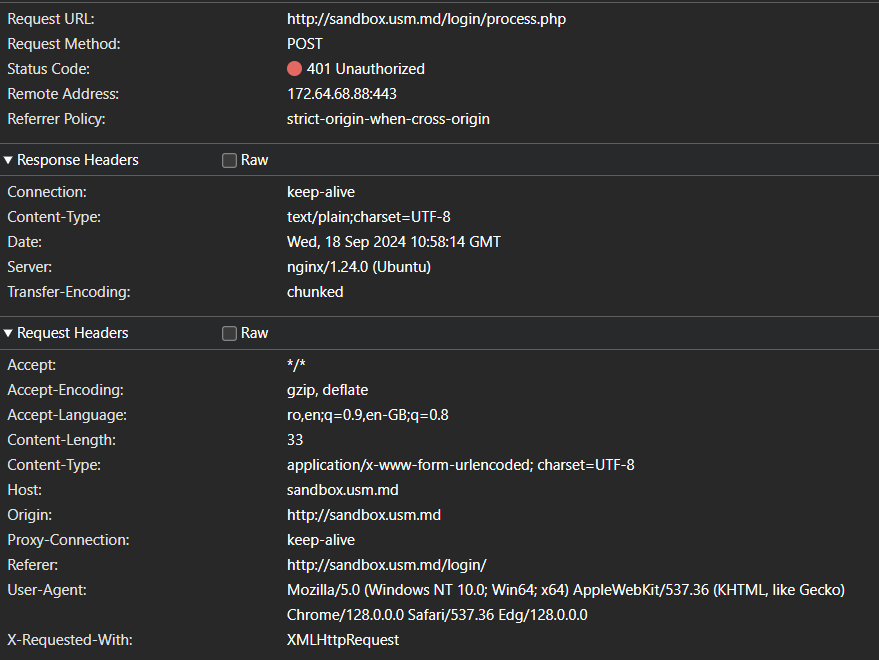 Request URL: http://sandbox.usm.md/login/process.php
Request Method: POST
Status Code: 401 Unauthorized
Remote Address: 172.64.68.88:443
Referrer Policy: strict-origin-when-cross-origin
Response Headers Raw
Connection: keep-alive
Content-Type: text/plain;charset=UTF-8
Date: Wed, 18 Sep 2024 10:58:14 GMT
Server: nginx/1.24.0 (Ubuntu)
Transfer-Encoding: chunked
Request Headers Raw
Accept: */*
Accept-Encoding: gzip, deflate
Accept-Language: ro,en;q=0.9,en-GB;q=0.8
Content-Length: 33
Content-Type: application/x-www-form-urlencoded; charset=UTF-8
Host: sandbox.usm.md
Origin: http://sandbox.usm.md
Proxy-Connection: keep-alive
Referer: http://sandbox.usm.md/login/
User-Agent: Mozilla/5.0 (Windows NT 10.0; Win64; x64) AppleWebKit/537.36 (KHTML, like Gecko)
Chrome/128.0.0.0 Safari/537.36 Edg/128.0.0.0
X-Requested-With: XMLHttpRequest